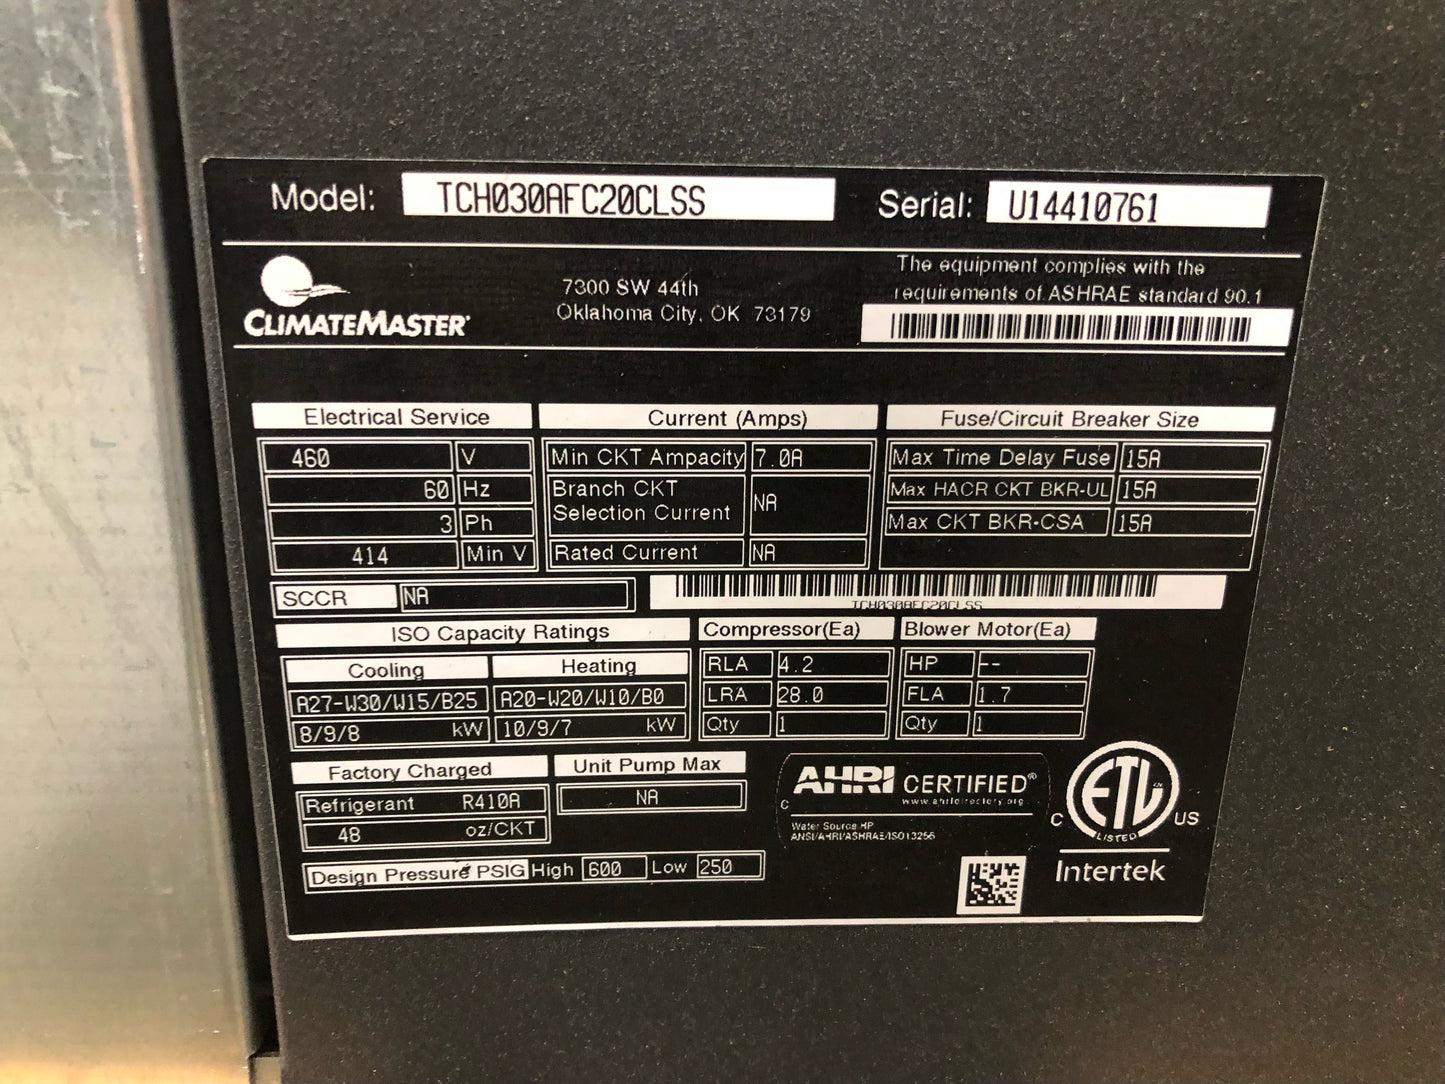 Model: TCH030AFC20CLSS Serial: U14410761
CLIMATEMASTER
7300 SW 44th
Oklahoma City, OK 73179
The equipment complies with the
requirements of ASHRAE standard 90.1
Electrical Service
460 V
60 Hz
3 Ph
414 Min V
Current (Amps)
Min CKT Ampacity 7.0A
Branch CKT
Selection Current NA
Rated Current NA
Fuse/Circuit Breaker Size
Max Time Delay Fuse 15A
Max HACR CKT BKR-UL 15A
Max CKT BKR-CSA 15A
SCCR NA
TCH030AFC20CLSS
ISO Capacity Ratings
Cooling Heating
A27-W30/W15/B25 A20-W20/W10/B0
8/9/8 kW 10/9/7 kW
Compressor(Ea)
RLA 4.2
LRA 28.0
Qty 1
Blower Motor(Ea)
HP --
FLA 1.7
Qty 1
Factory Charged
Refrigerant R410A
48 oz/CKT
Unit Pump Max
NA
Design Pressure PSIG High 600 Low 250
C AHRI CERTIFIED®
www.ahridirectory.org
Water Source HP
ANSI/AHRI/ASHRAE/ISO13256
C ETL US
LISTED
Intertek